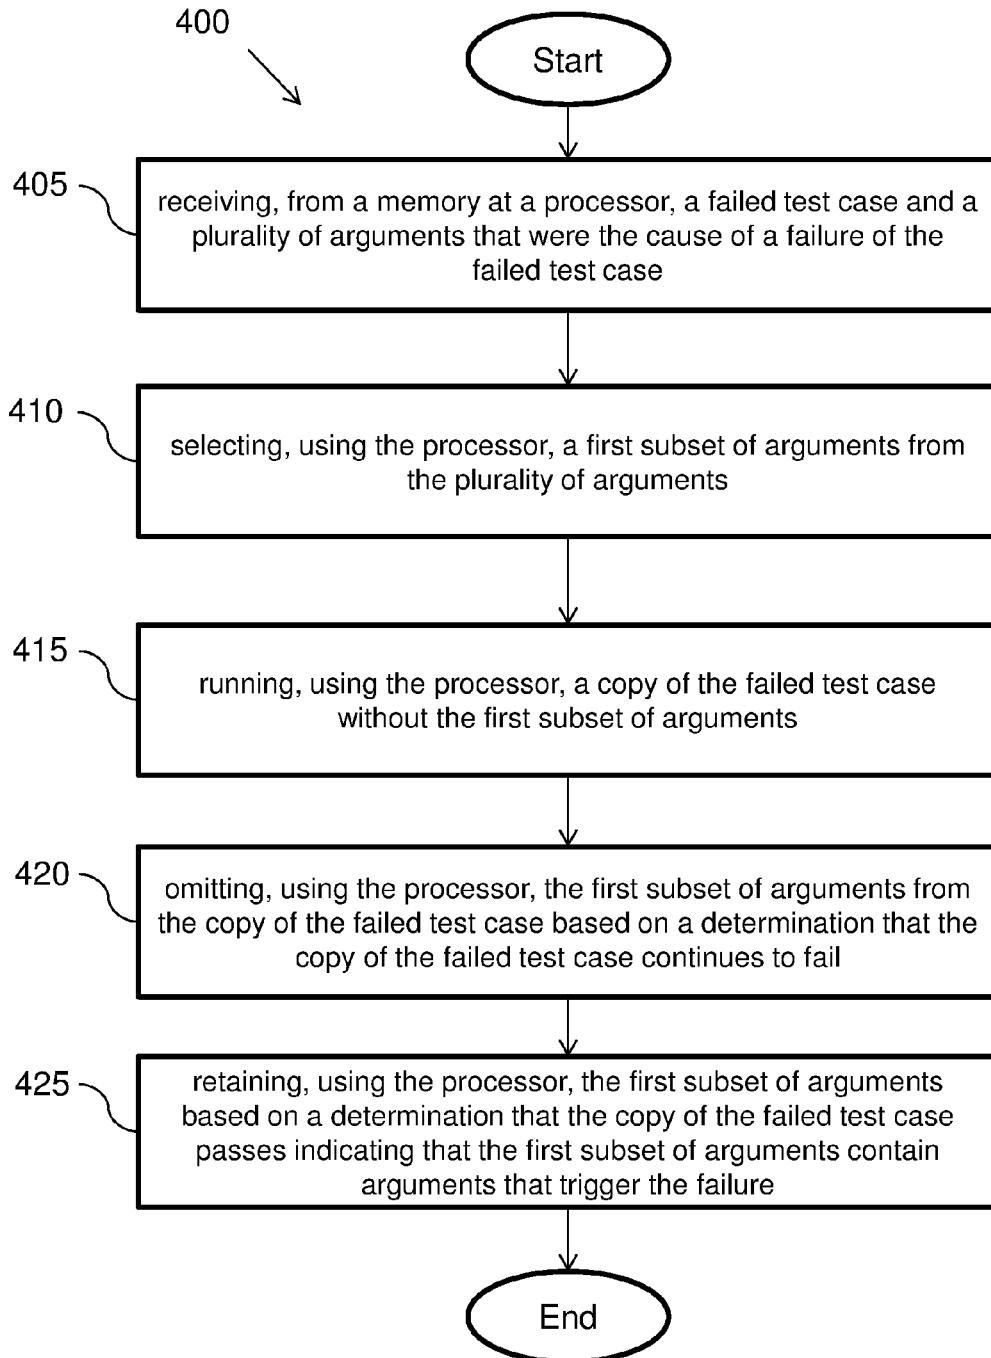 400
Start
405
receiving, from a memory at a processor, a failed test case and a
plurality of arguments that were the cause of a failure of the
failed test case
410
selecting, using the processor, a first subset of arguments from
the plurality of arguments
415
running, using the processor, a copy of the failed test case
without the first subset of arguments
420
omitting, using the processor, the first subset of arguments from
the copy of the failed test case based on a determination that the
copy of the failed test case continues to fail
425
retaining, using the processor, the first subset of arguments
based on a determination that the copy of the failed test case
passes indicating that the first subset of arguments contain
arguments that trigger the failure
End